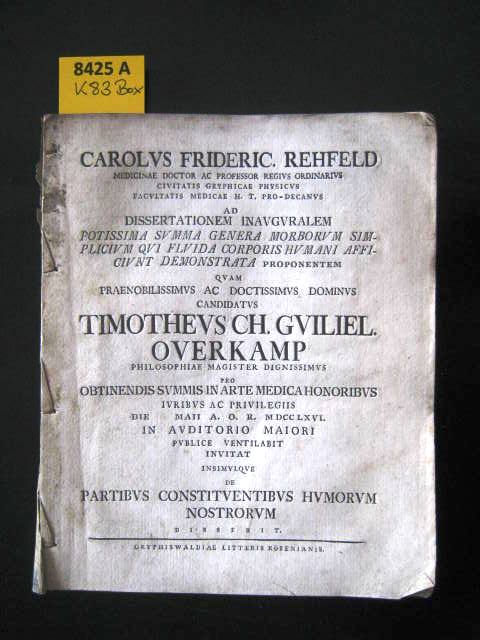 8425 A
K83 Box
CAROLVS FRIDERIC. REHFELD
MEDICINAE DOCTOR AC PROFESSOR REGIVS ORDINARIVS
CIVITATIS GRYPHICAE PHYSICVS
FACVLTATIS MEDICAE H. T. PRO-DECANVS
AD
DISSERTATIONEM INAVGVRALEM
POTISSIMA SVMMA GENERA MORBORVM SIM-
PLICIVM QVI FLVIDA CORPORIS HVMANI AFFI-
CIVNT DEMONSTRATA PROPONENTEM
QVAM
PRAENOBILISSIMVS AC DOCTISSIMVS DOMINVS
CANDIDATVS
TIMOTHEVS CH. GVILIEL.
OVERKAMP
PHILOSOPHIAE MAGISTER DIGNISSIMVS
PRO
OBTINENDIS SVMMIS IN ARTE MEDICA HONORIBVS
IVRIBVS AC PRIVILEGIIS
DIE MAII A. O. R. MDCCLXVI.
IN AVDITORIO MAIORI
PVBLICE VENTILABIT
INVITAT
INSIMVLQVE
DE
PARTIBVS CONSTITVENTIBVS HVMORVM
NOSTRORVM
DISSERIT.
GRYPHISWALDIAE LITTERIS ROSENIANIS.